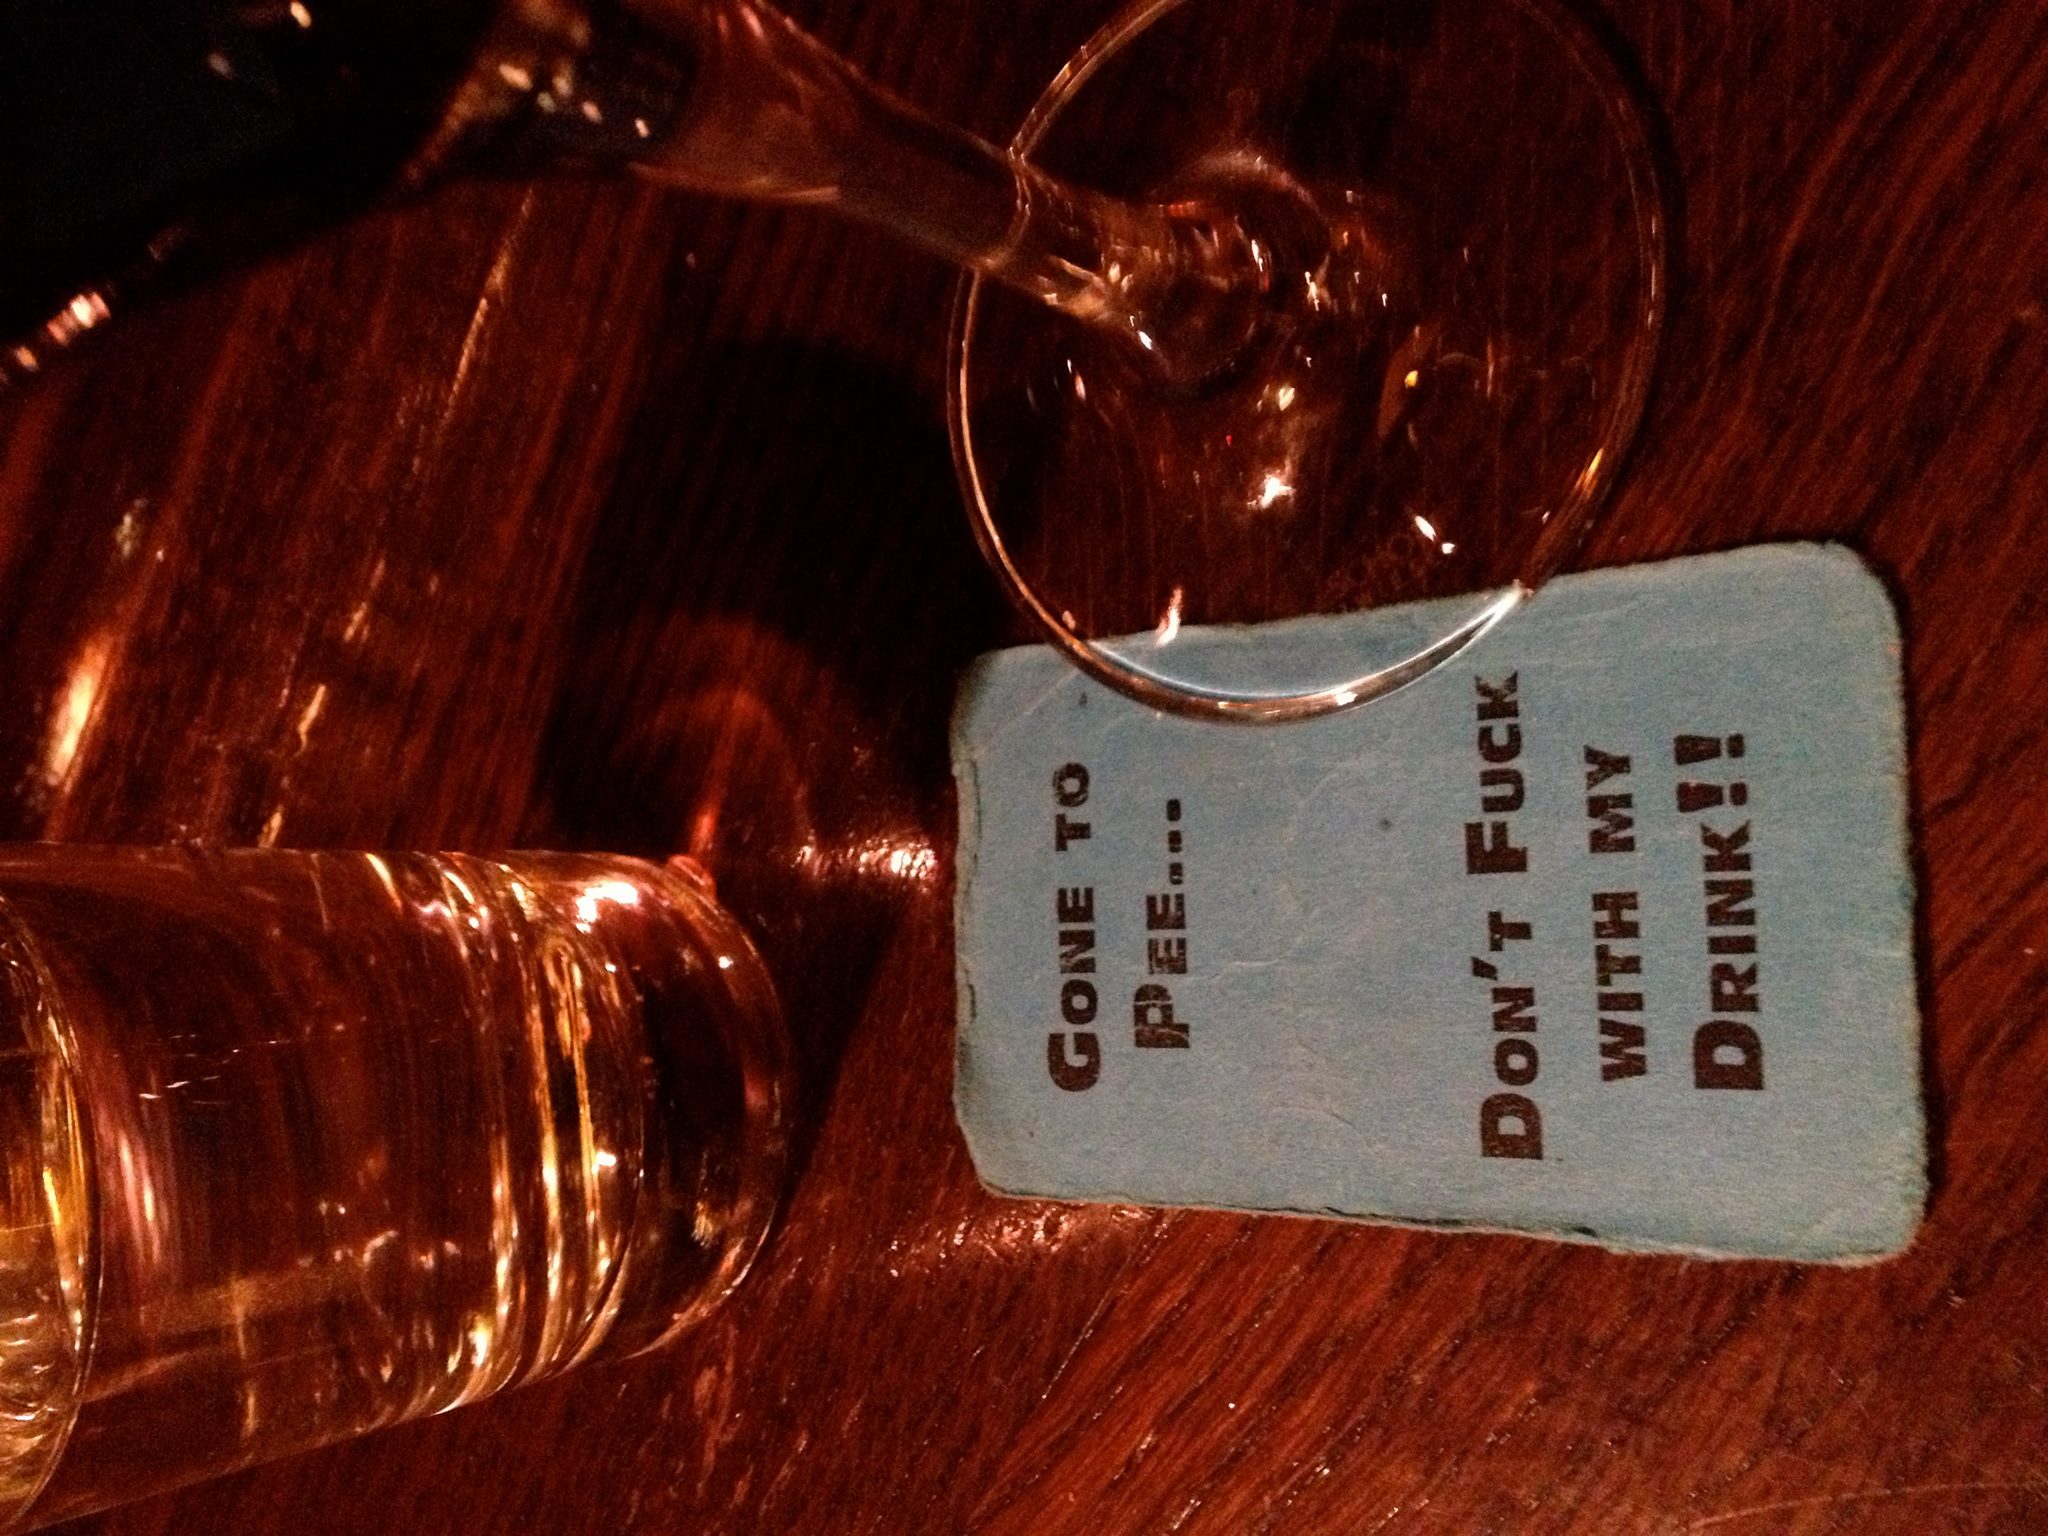 Gone to
Pee....
Don't Fuck
with my
Drink!!